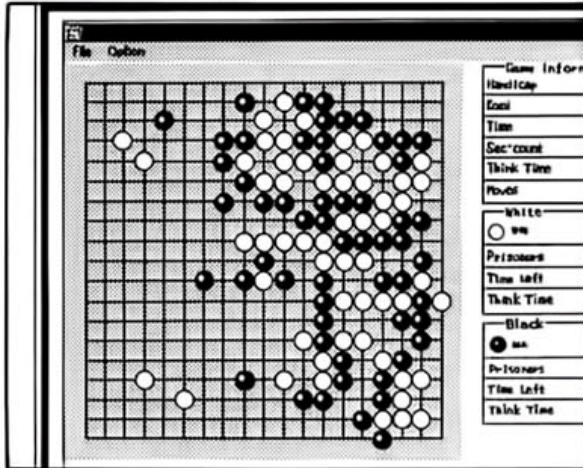 File Option
Game Inform
Handicap
Komi
Time
Sec·count
Think Time
Moves
White
Prisoners
Time Left
Think Time
Black
Prisoners
Time Left
Think Time